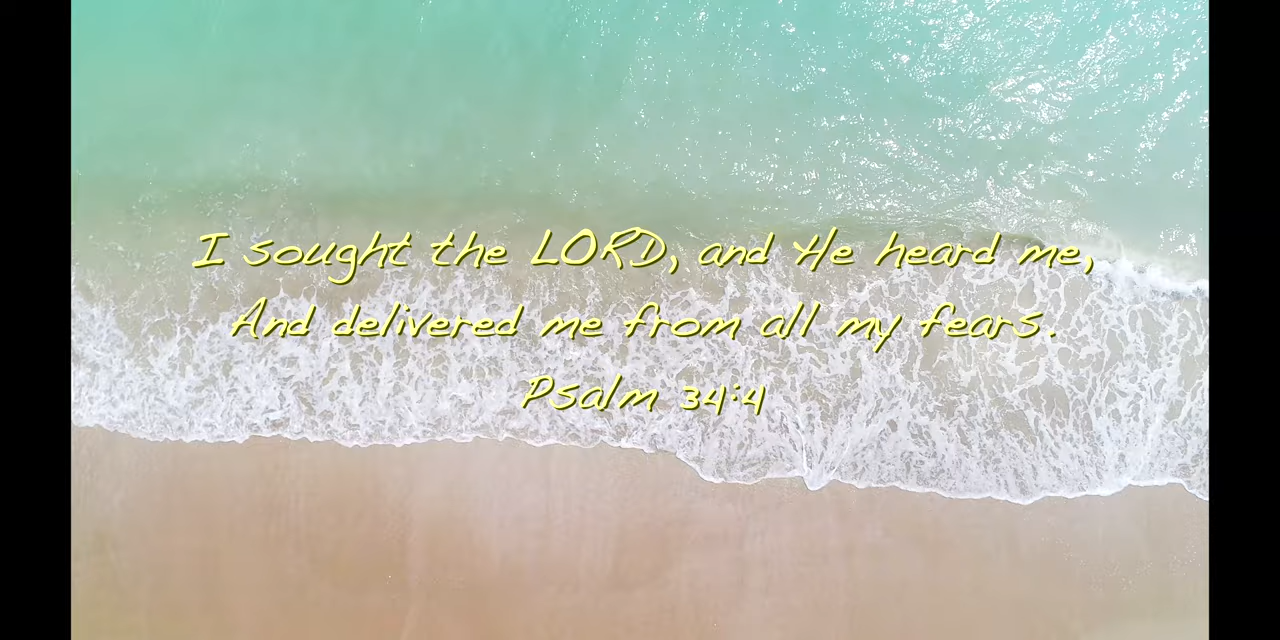 I sought the LORD, and He heard me,
And delivered me from all my fears.
Psalm 34:4